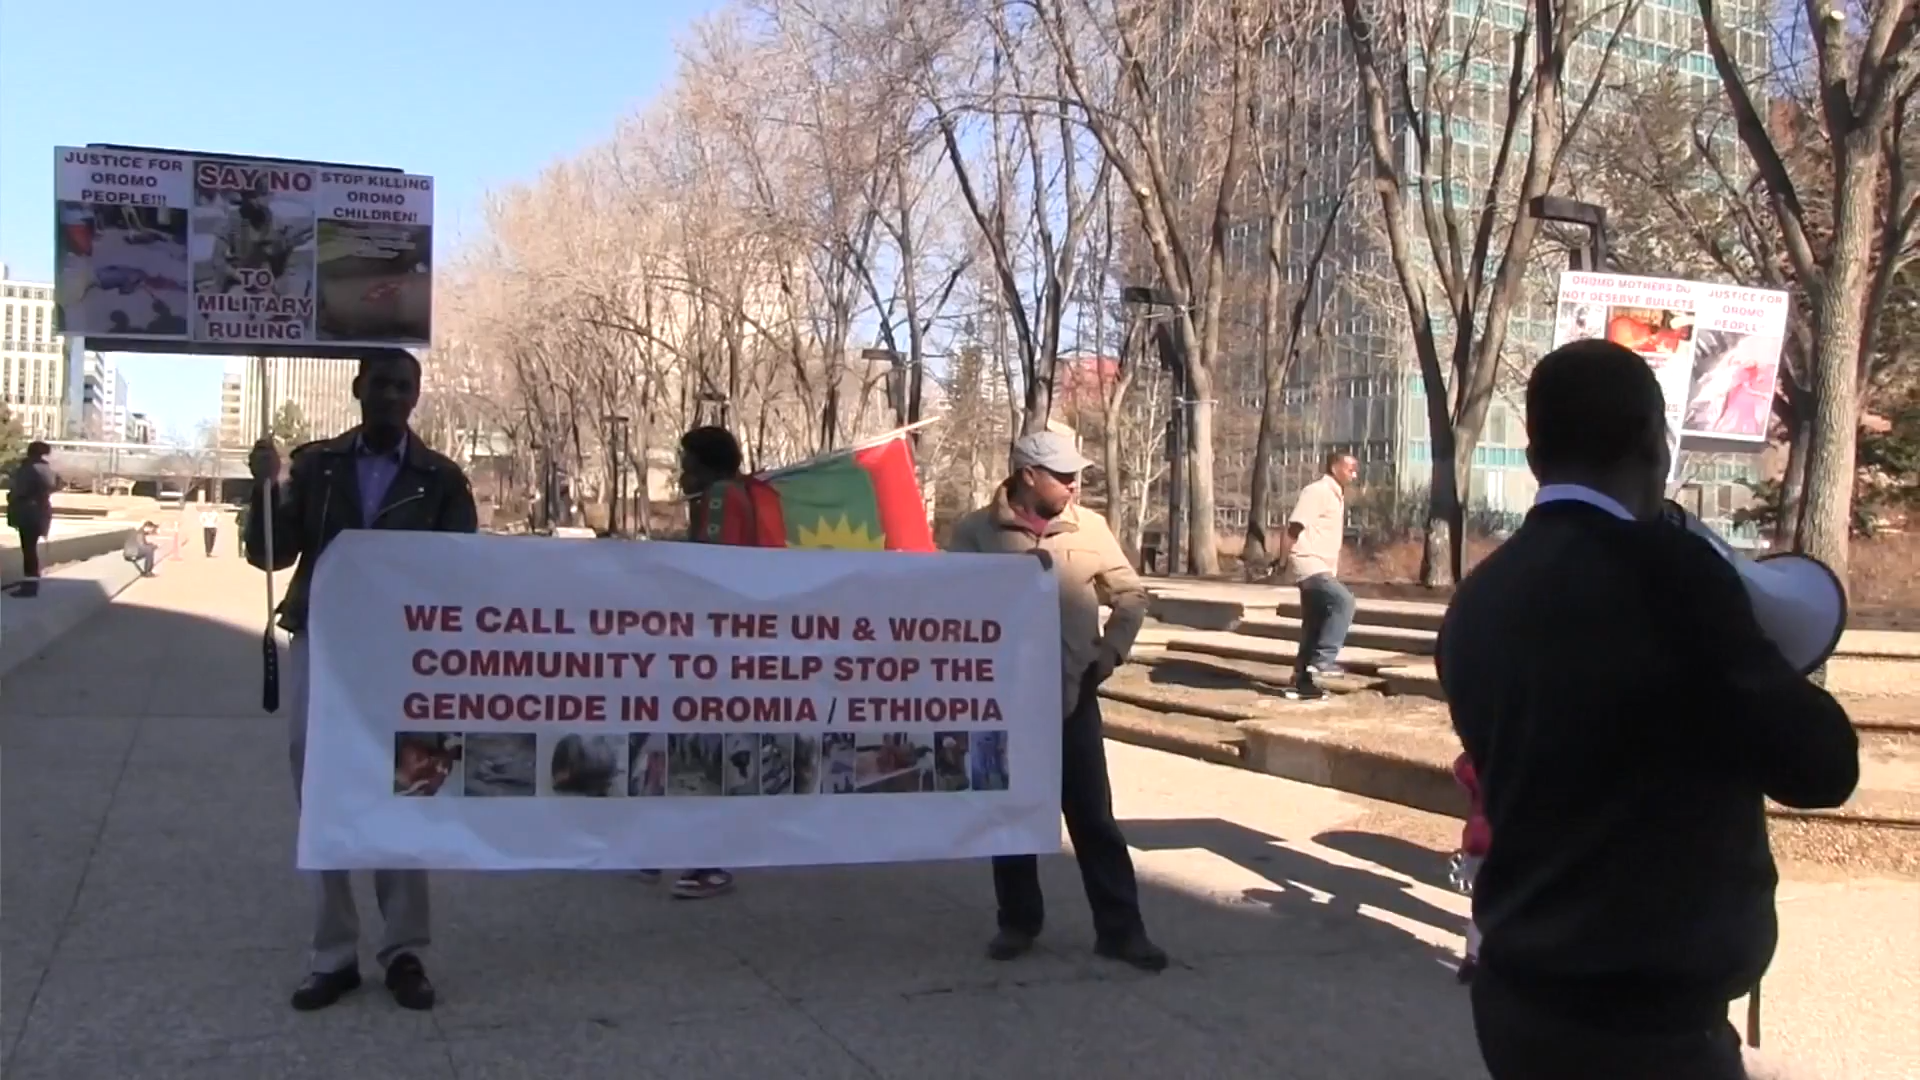 JUSTICE FOR
OROMO
PEOPLE!!!
SAY NO
TO
MILITARY
RULING
STOP KILLING
OROMO
CHILDREN!
WE CALL UPON THE UN & WORLD
COMMUNITY TO HELP STOP THE
GENOCIDE IN OROMIA / ETHIOPIA
OROMO MOTHERS DO
NOT DESERVE BULLETS
JUSTICE FOR
OROMO
PEOPLE